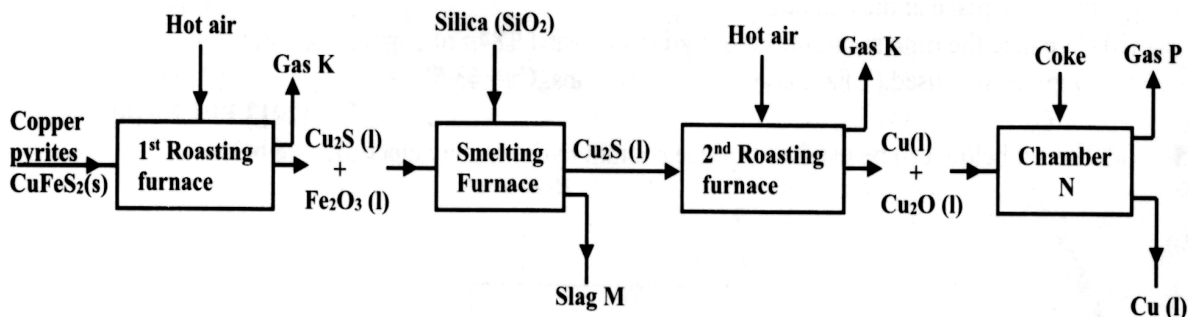 Hot air
Gas K
Copper
pyrites
CuFeS₂(s)
1ˢᵗ Roasting
furnace
Cu₂S (l)
+
Fe₂O₃ (l)
Silica (SiO₂)
Smelting
Furnace
Slag M
Cu₂S (l)
Hot air
Gas K
2ⁿᵈ Roasting
furnace
Cu(l)
+
Cu₂O (l)
Coke
Gas P
Chamber
N
Cu (l)